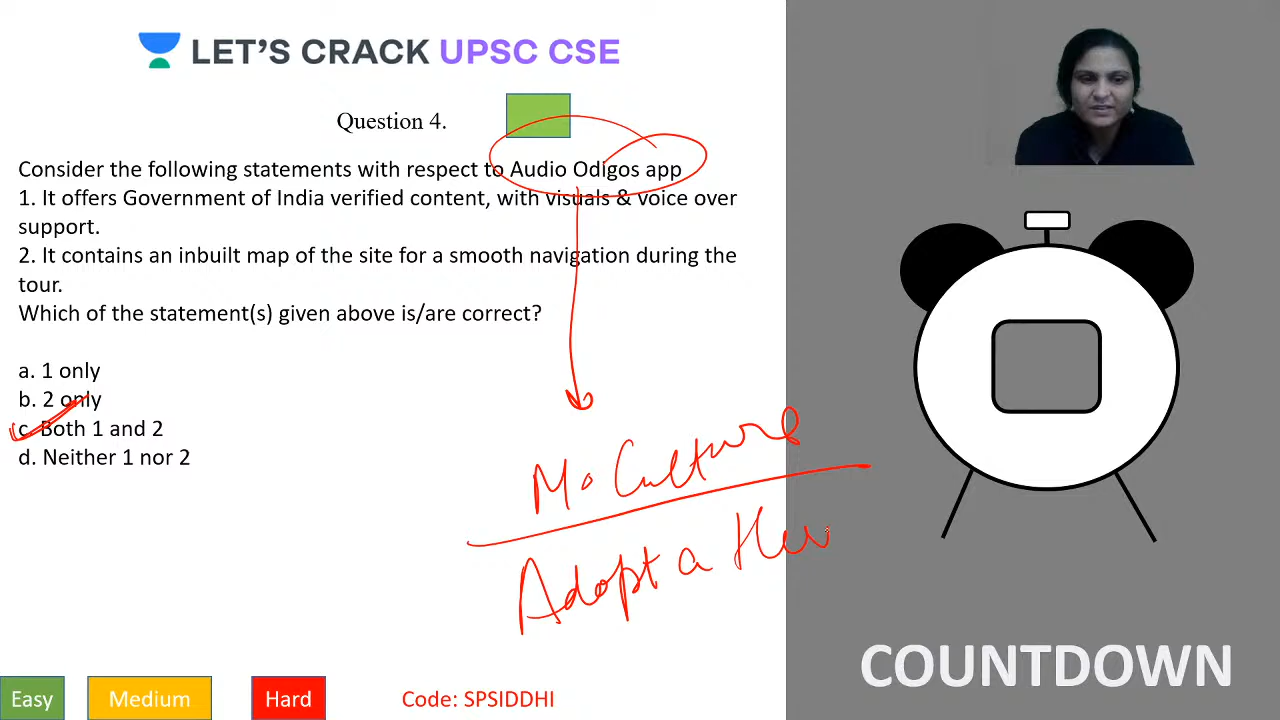 LET'S CRACK UPSC CSE
Question 4.
Consider the following statements with respect to Audio Odigos app
1. It offers Government of India verified content, with visuals & voice over
support.
2. It contains an inbuilt map of the site for a smooth navigation during the
tour.
Which of the statement(s) given above is/are correct?
a. 1 only
b. 2 only
c. Both 1 and 2
d. Neither 1 nor 2
Mo Culture
Adopt a
COUNTDOWN
Easy
Medium
Hard
Code: SPSIDDHI